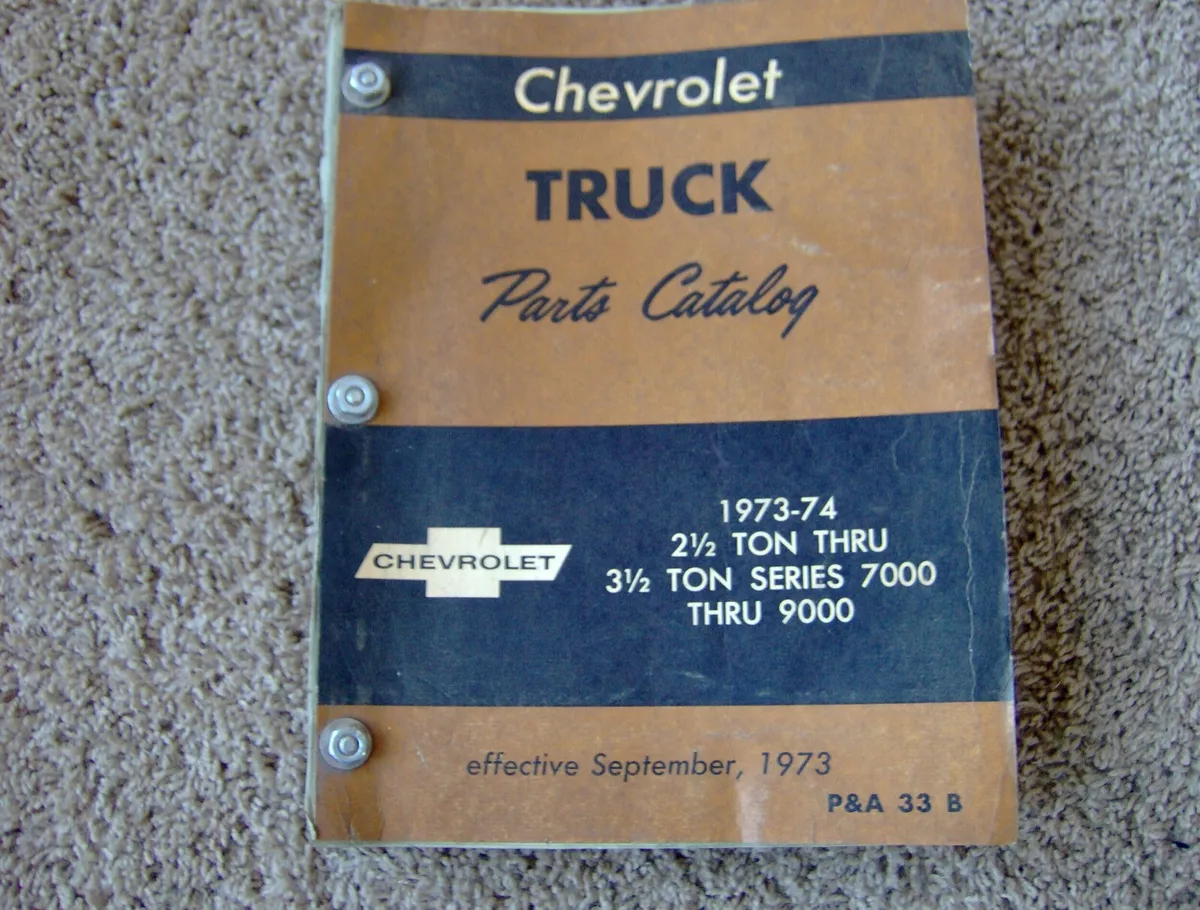 Chevrolet
TRUCK
Parts Catalog
CHEVROLET
1973-74
2½ TON THRU
3½ TON SERIES 7000
THRU 9000
effective September, 1973
P&A 33 B